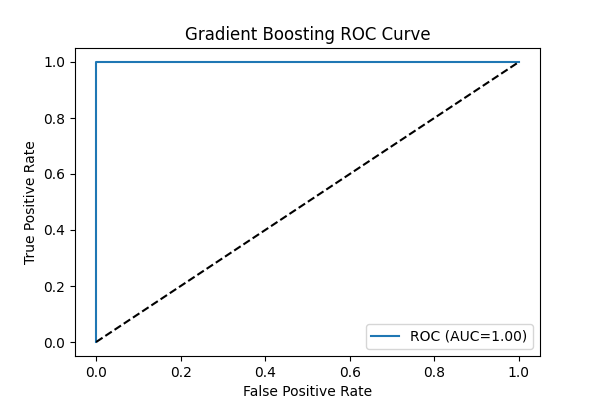 Gradient Boosting ROC Curve
1.0
0.8
0.6
0.4
0.2
0.0
True Positive Rate
ROC (AUC=1.00)
0.0 0.2 0.4 0.6 0.8 1.0
False Positive Rate